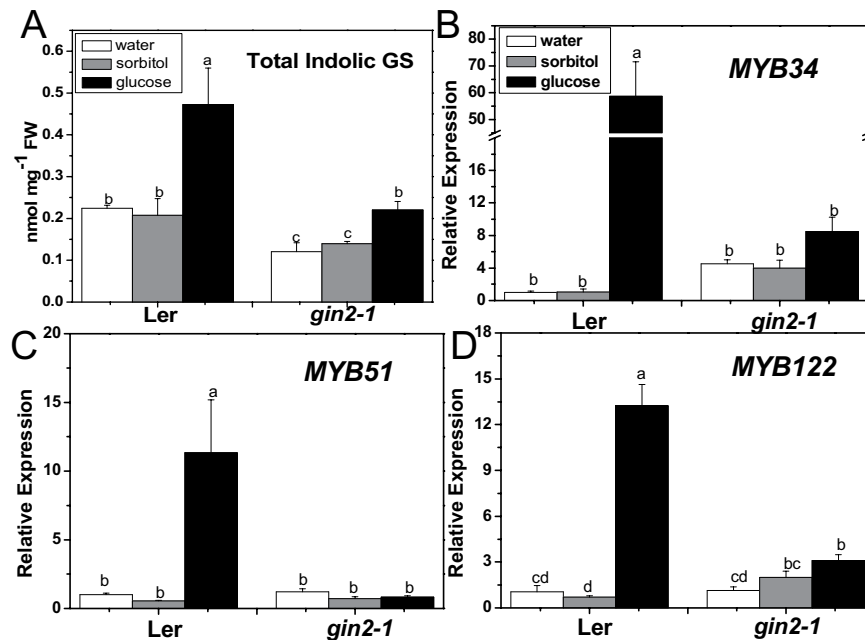 A
water
sorbitol
glucose
Total Indolic GS
nmol mg-1 FW
0.6
0.5
0.4
0.3
0.2
0.1
0.0
b
b
a
c
c
b
Ler
gin2-1
B
water
sorbitol
glucose
MYB34
Relative Expression
80
70
60
50
16
12
8
4
0
b
b
a
b
b
b
Ler
gin2-1
C
MYB51
Relative Expression
20
15
10
5
0
b
b
a
b
b
b
Ler
gin2-1
D
MYB122
Relative Expression
18
15
12
9
6
3
0
cd
d
a
cd
bc
b
Ler
gin2-1